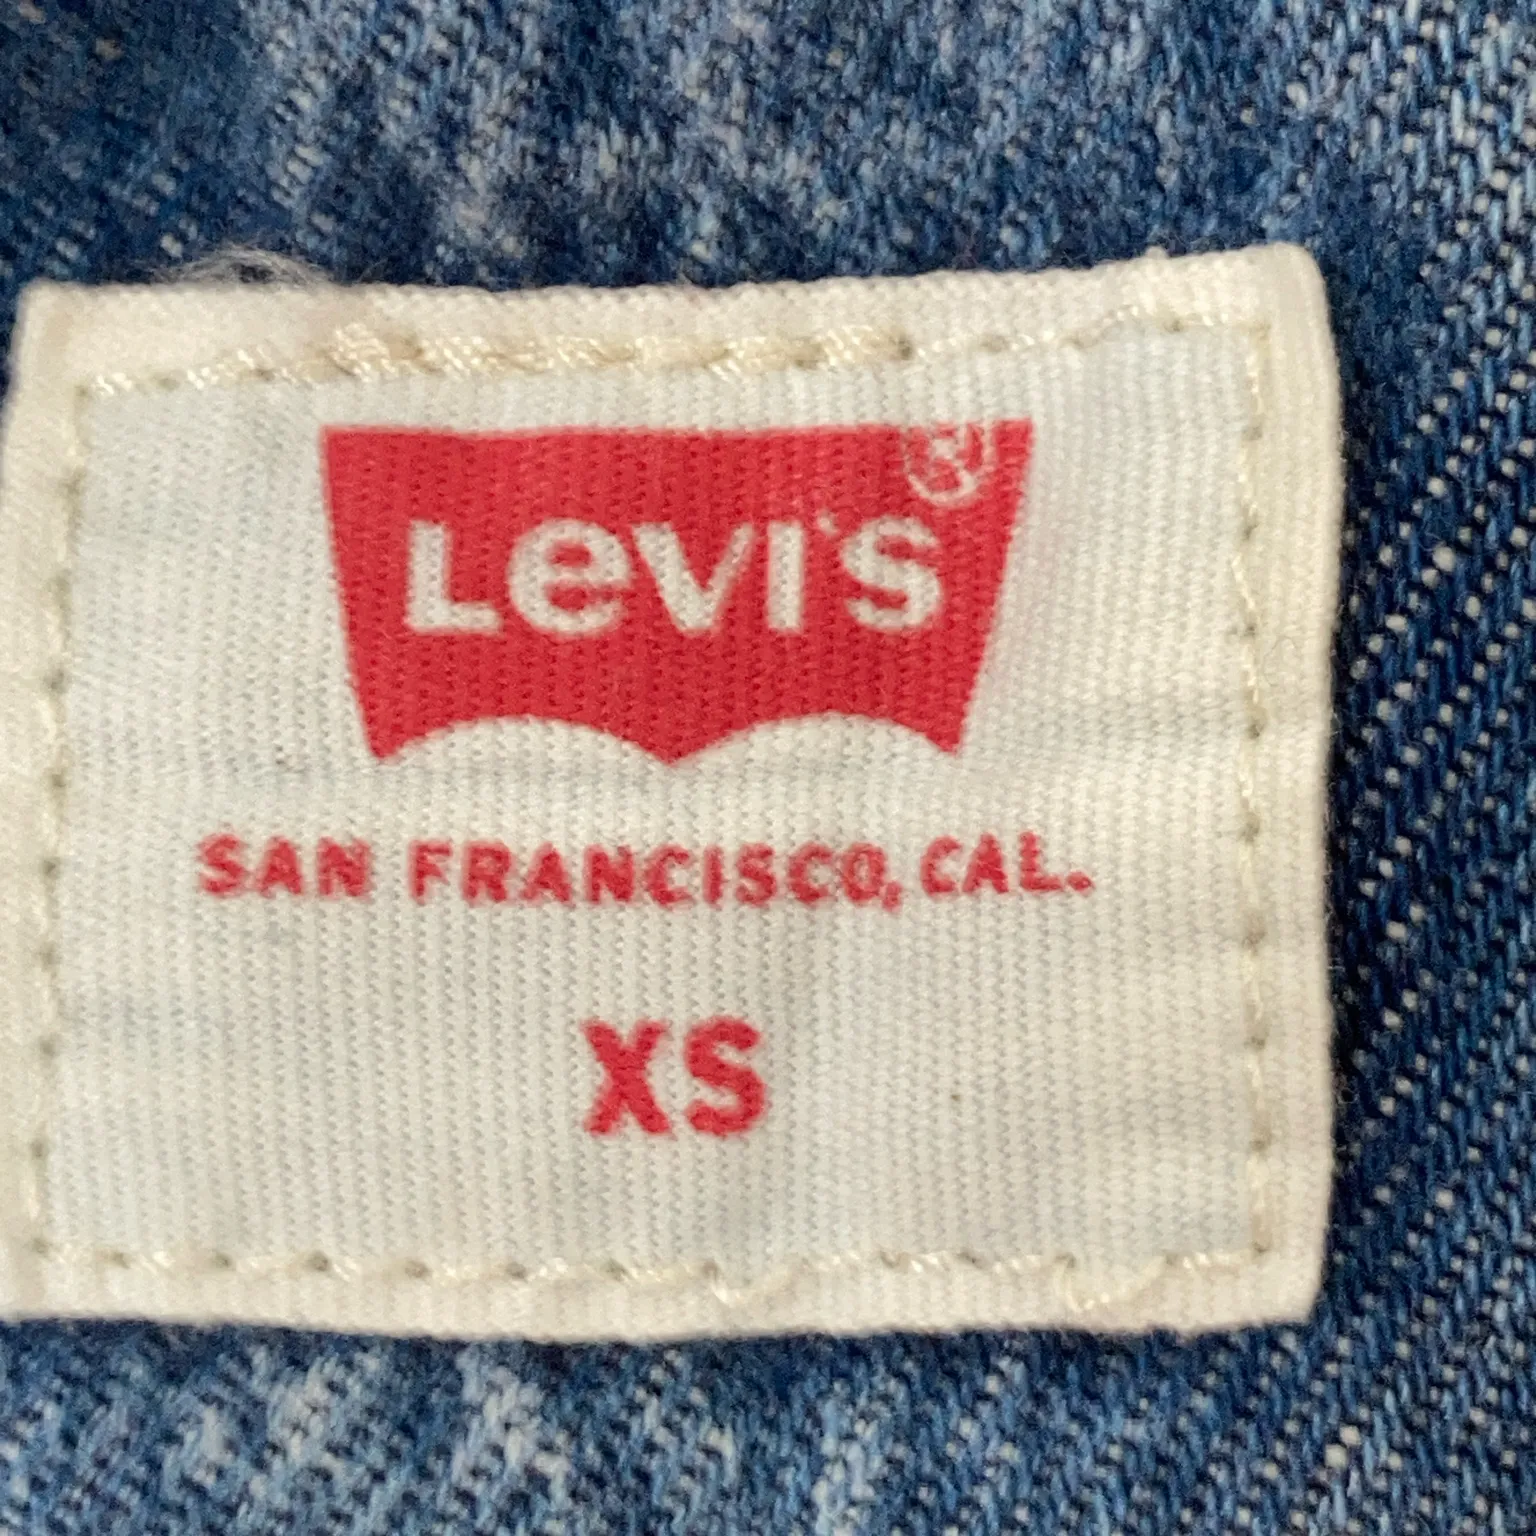 Levi's®
SAN FRANCISCO, CAL.
XS